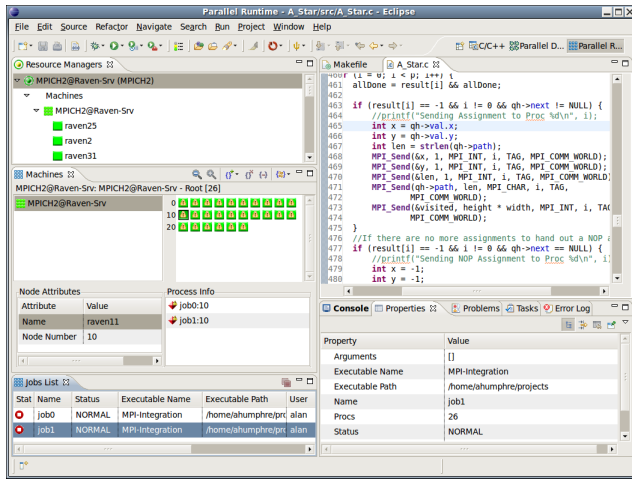 Parallel Runtime - A_Star/src/A_Star.c - Eclipse
File Edit Source Refactor Navigate Search Run Project Window Help
C/C++ Parallel D... Parallel R...
Resource Managers
MPICH2@Raven-Srv (MPICH2)
Machines
MPICH2@Raven-Srv
raven25
raven2
raven31
Machines
MPICH2@Raven-Srv: MPICH2@Raven-Srv - Root [26]
MPICH2@Raven-Srv
0
10
20
Node Attributes
Attribute Value
Name raven11
Node Number 10
Process Info
job0:10
job1:10
Jobs List
Stat Name Status Executable Name Executable Path User
job0 NORMAL MPI-Integration /home/ahumphre/pro alan
job1 NORMAL MPI-Integration /home/ahumphre/pro alan
Makefile A_Star.c
(i = 0; i < p; i++) {
461 allDone = result[i] && allDone;
462
463 if (result[i] == -1 && i != 0 && qh->next != NULL) {
464 //printf("Sending Assignment to Proc %d\n", i);
465 int x = qh->val.x;
466 int y = qh->val.y;
467 int len = strlen(qh->path);
468 MPI_Send(&x, 1, MPI_INT, i, TAG, MPI_COMM_WORLD);
469 MPI_Send(&y, 1, MPI_INT, i, TAG, MPI_COMM_WORLD);
470 MPI_Send(&len, 1, MPI_INT, i, TAG, MPI_COMM_WORLD
471 MPI_Send(qh->path, len, MPI_CHAR, i, TAG,
472 MPI_COMM_WORLD);
473 MPI_Send(&visited, height * width, MPI_INT, i, TAG
474 MPI_COMM_WORLD);
475 }
476 //If there are no more assignments to hand out a NOP
477 if (result[i] == -1 && i != 0 && qh->next == NULL) {
478 //printf("Sending NOP Assignment to Proc %d\n", i
479 int x = -1;
480 int y = -1;
Console Properties Problems Tasks Error Log
Property Value
Arguments []
Executable Name MPI-Integration
Executable Path /home/ahumphre/projects
Name job1
Procs 26
Status NORMAL